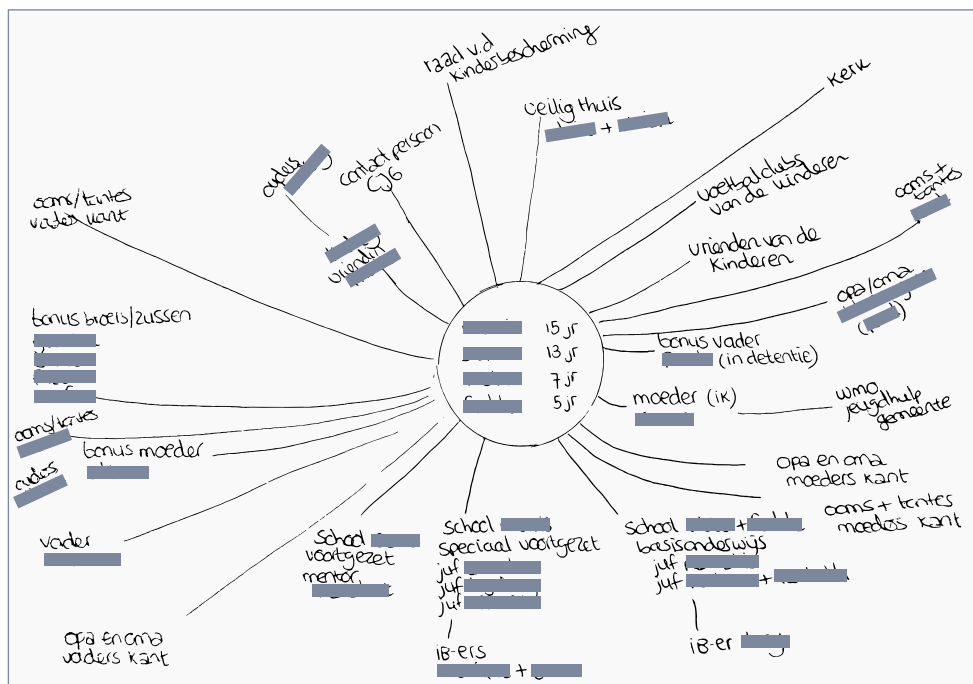 raad v.d
kinderbescherming
kerk
veilig thuis
+
contact persoon
CJG
ouders
vriendin
voetbalclubs
van de kinderen
ooms +
tantes
ooms/tantes
vaders kant
vrienden van de
kinderen
opa/oma
bonus broers/zussen
15 jr
13 jr
7 jr
5 jr
bonus vader
(in detentie)
moeder (ik)
wmo
jeugdhulp
gemeente
ooms/tantes
bonus moeder
ouders
opa en oma
moeders kant
ooms + tantes
moeders kant
vader
School
voortgezet
mentor
School
speciaal voortgezet
juf
juf
juf
School + 
basisonderwijs
juf
juf +
opa en oma
vaders kant
iB-ers
+
iB-er